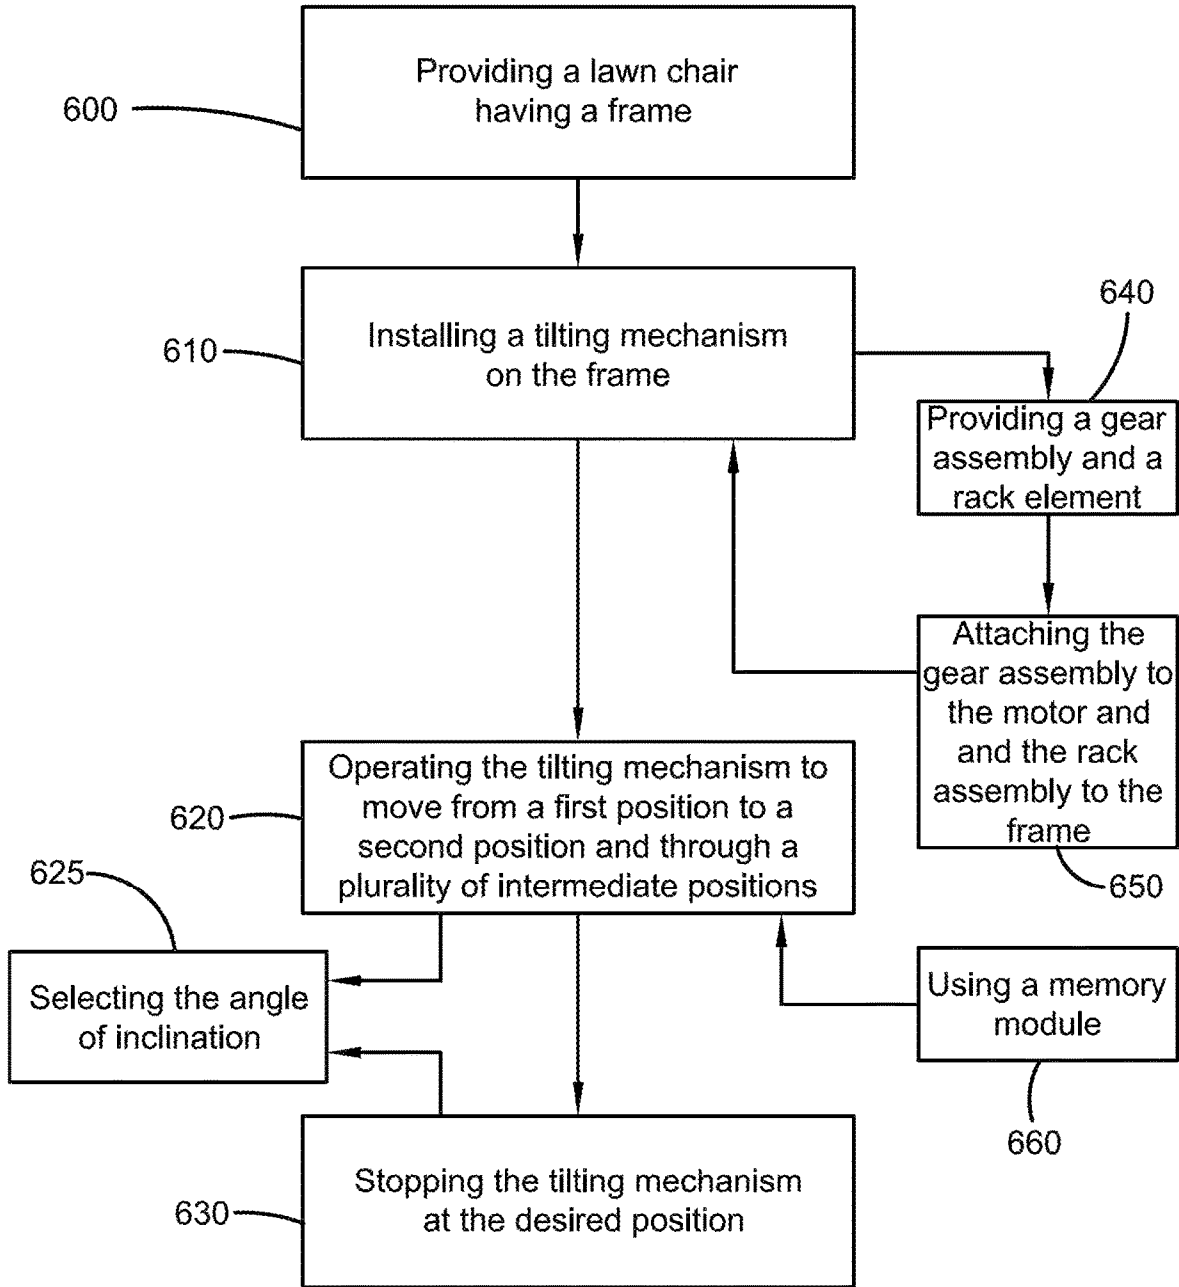 Providing a lawn chair
having a frame
600
Installing a tilting mechanism
on the frame
610
640
Providing a gear
assembly and a
rack element
Attaching the
gear assembly to
the motor and
and the rack
assembly to the
frame
650
Operating the tilting mechanism to
move from a first position to a
second position and through a
plurality of intermediate positions
620
625
Selecting the angle
of inclination
Using a memory
module
660
Stopping the tilting mechanism
at the desired position
630